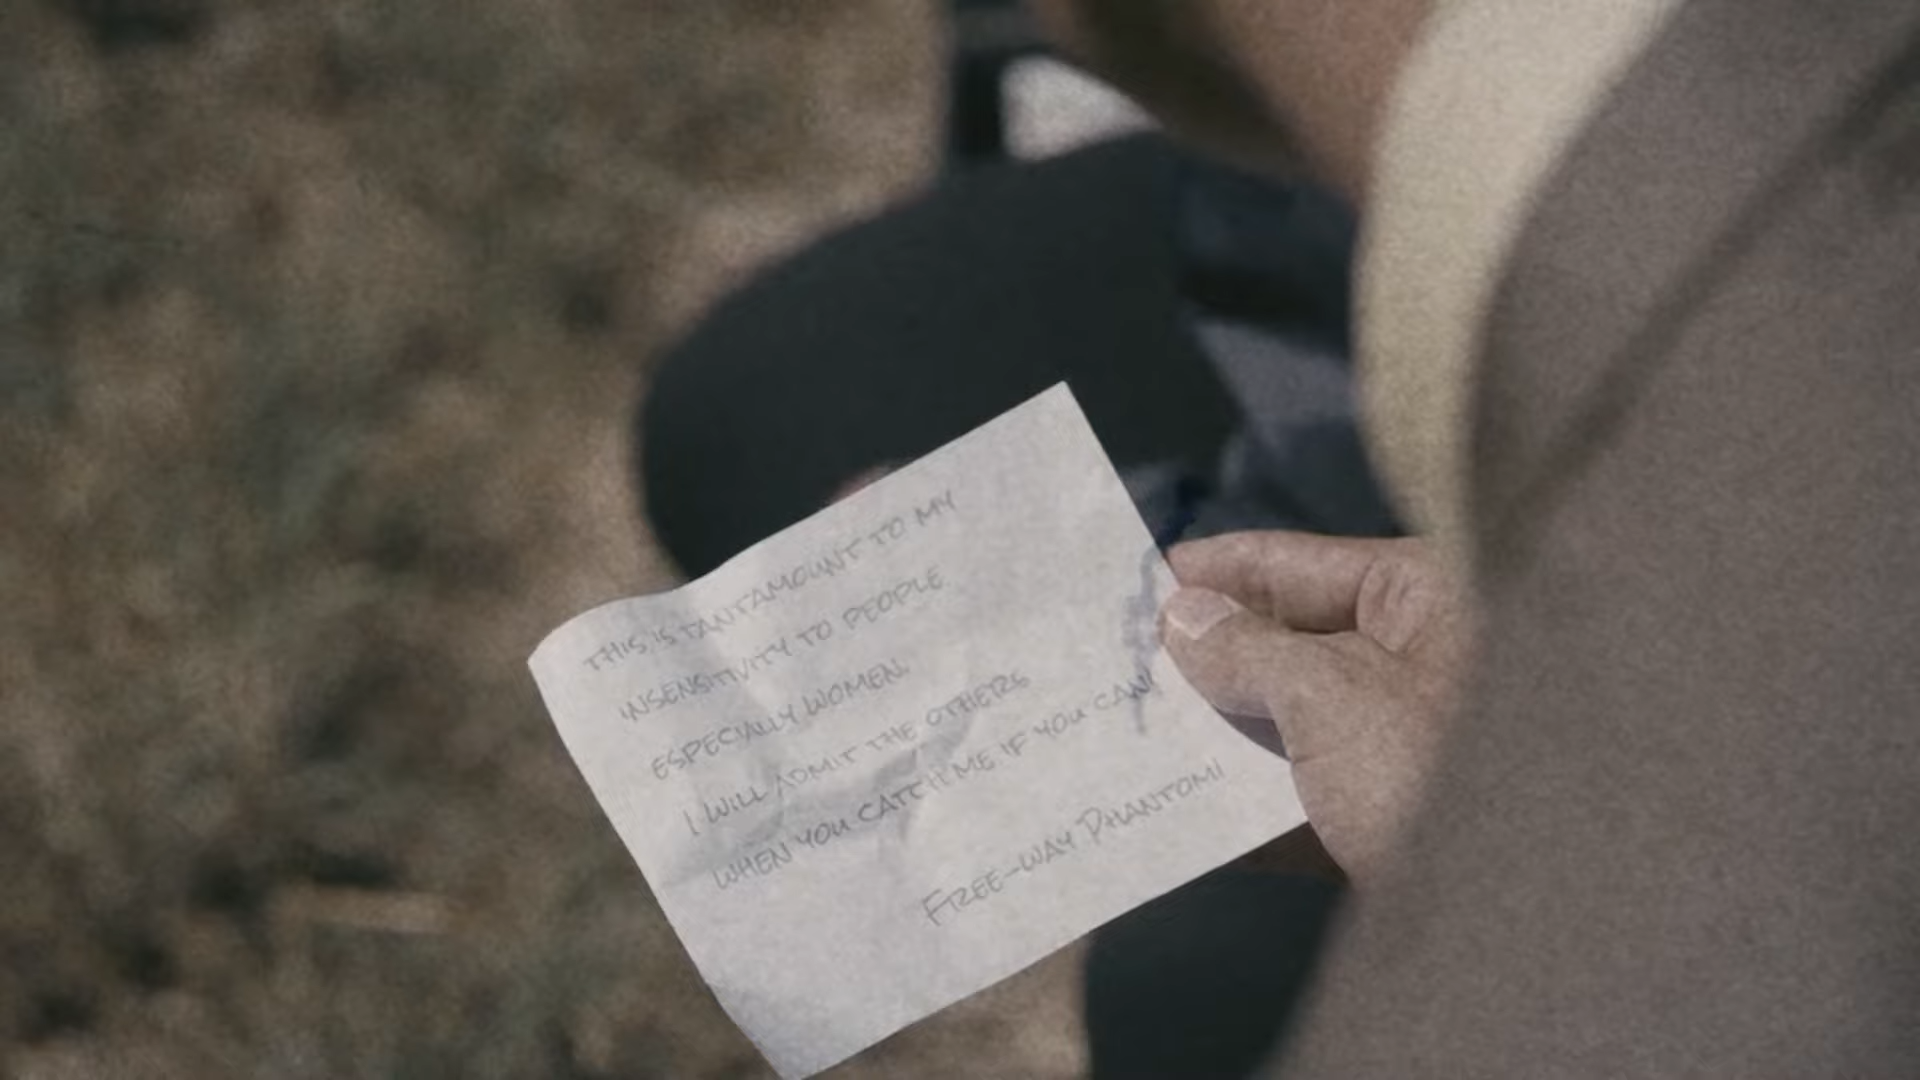 THIS IS TANTAMOUNT TO MY
INSENSITIVITY TO PEOPLE
ESPECIALLY WOMEN.
I WILL ADMIT THE OTHERS
WHEN YOU CATCH ME IF YOU CAN!
FREE-WAY PHANTOM!